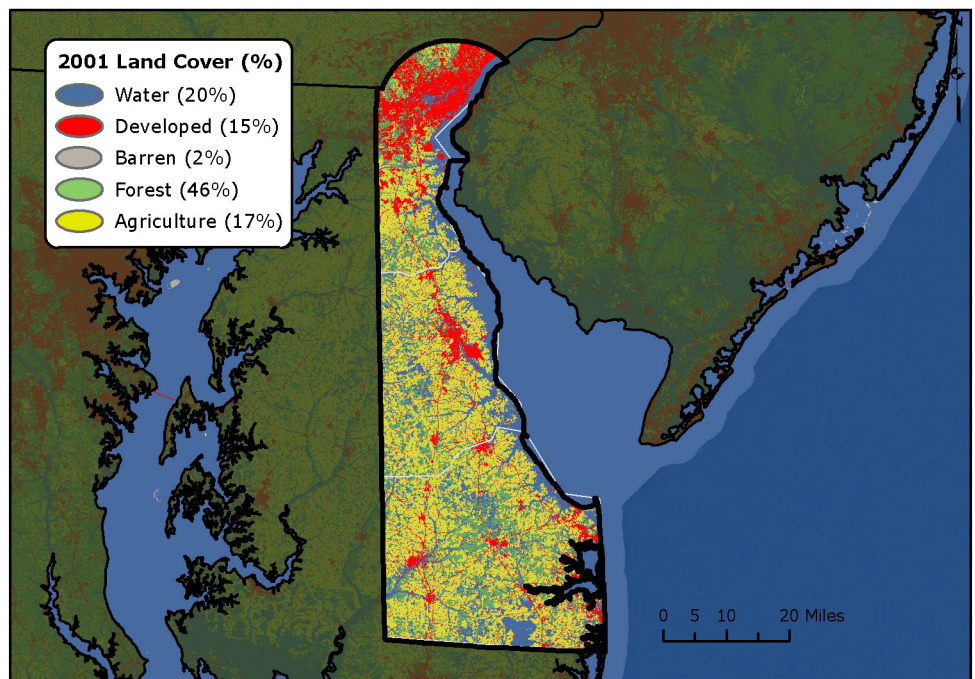 2001 Land Cover (%)
Water (20%)
Developed (15%)
Barren (2%)
Forest (46%)
Agriculture (17%)
0 5 10 20 Miles